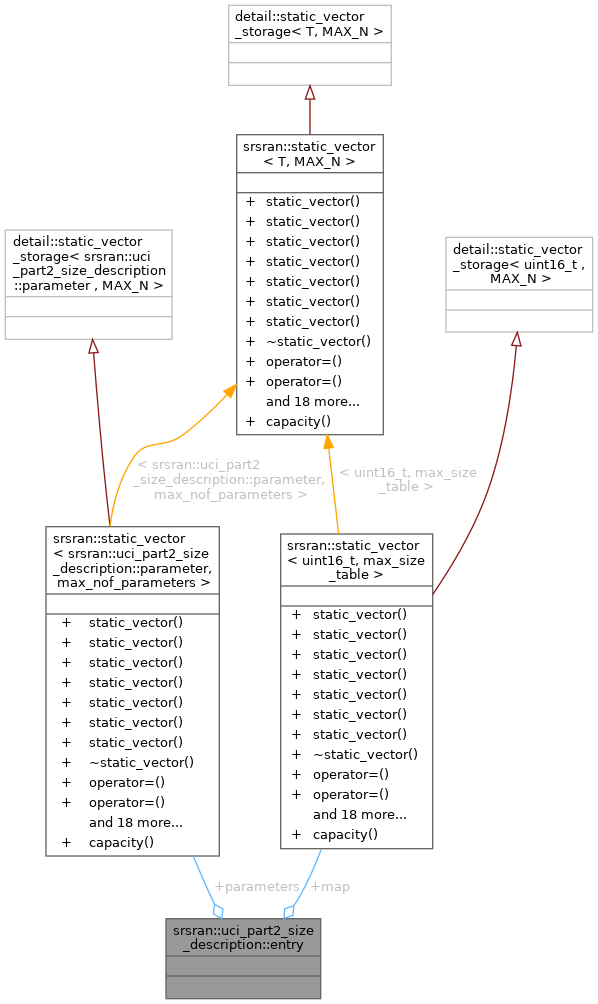 detail::static_vector
_storage< T, MAX_N >
srsran::static_vector
< T, MAX_N >
+ static_vector()
+ static_vector()
+ static_vector()
+ static_vector()
+ static_vector()
+ static_vector()
+ static_vector()
+ ~static_vector()
+ operator=()
+ operator=()
and 18 more...
+ capacity()
detail::static_vector
_storage< srsran::uci
_part2_size_description
::parameter , MAX_N >
detail::static_vector
_storage< uint16_t ,
MAX_N >
< srsran::uci_part2
_size_description::parameter,
max_nof_parameters >
< uint16_t, max_size
_table >
srsran::static_vector
< srsran::uci_part2_size
_description::parameter,
max_nof_parameters >
+ static_vector()
+ static_vector()
+ static_vector()
+ static_vector()
+ static_vector()
+ static_vector()
+ static_vector()
+ ~static_vector()
+ operator=()
+ operator=()
and 18 more...
+ capacity()
srsran::static_vector
< uint16_t, max_size
_table >
+ static_vector()
+ static_vector()
+ static_vector()
+ static_vector()
+ static_vector()
+ static_vector()
+ static_vector()
+ ~static_vector()
+ operator=()
+ operator=()
and 18 more...
+ capacity()
+parameters
+map
srsran::uci_part2_size
_description::entry